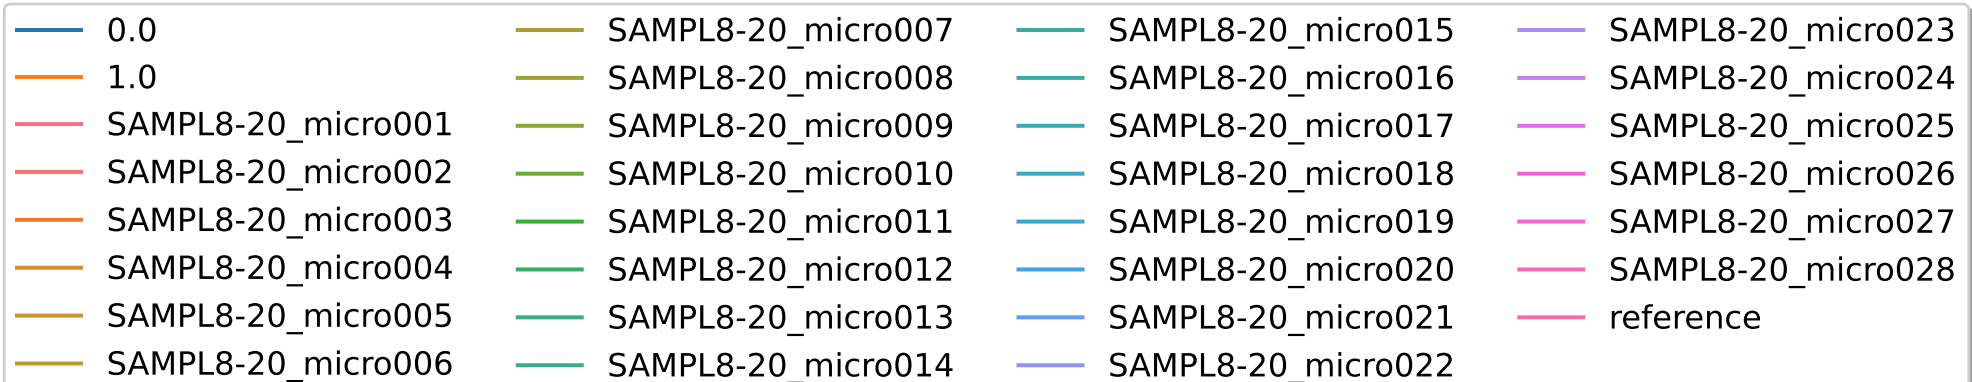 0.0
1.0
SAMPL8-20_micro001
SAMPL8-20_micro002
SAMPL8-20_micro003
SAMPL8-20_micro004
SAMPL8-20_micro005
SAMPL8-20_micro006
SAMPL8-20_micro007
SAMPL8-20_micro008
SAMPL8-20_micro009
SAMPL8-20_micro010
SAMPL8-20_micro011
SAMPL8-20_micro012
SAMPL8-20_micro013
SAMPL8-20_micro014
SAMPL8-20_micro015
SAMPL8-20_micro016
SAMPL8-20_micro017
SAMPL8-20_micro018
SAMPL8-20_micro019
SAMPL8-20_micro020
SAMPL8-20_micro021
SAMPL8-20_micro022
SAMPL8-20_micro023
SAMPL8-20_micro024
SAMPL8-20_micro025
SAMPL8-20_micro026
SAMPL8-20_micro027
SAMPL8-20_micro028
reference